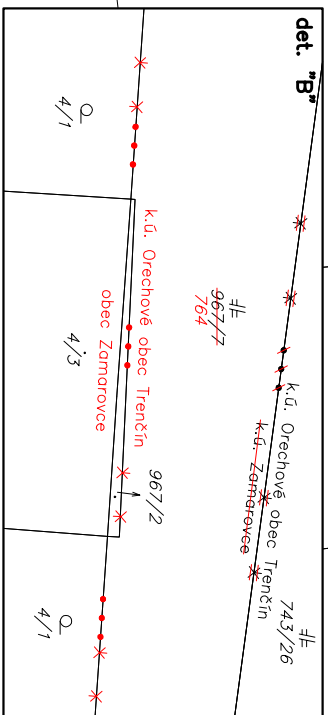 det. "B"
k.ú. Orechové obec Trenčín
k.ú. Zamarovce
743/26
967/7
764
k.ú. Orechové obec Trenčín
obec Zamarovce
967/2
4/1
4/3
4/1